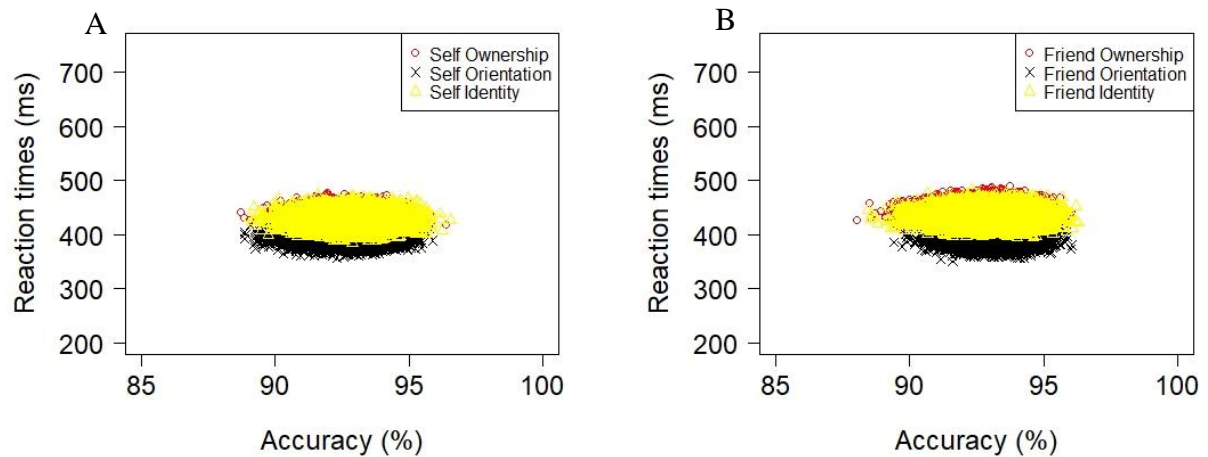 A
Reaction times (ms)
700
600
500
400
300
200
Self Ownership
Self Orientation
Self Identity
85 90 95 100
Accuracy (%)
B
Reaction times (ms)
700
600
500
400
300
200
Friend Ownership
Friend Orientation
Friend Identity
85 90 95 100
Accuracy (%)